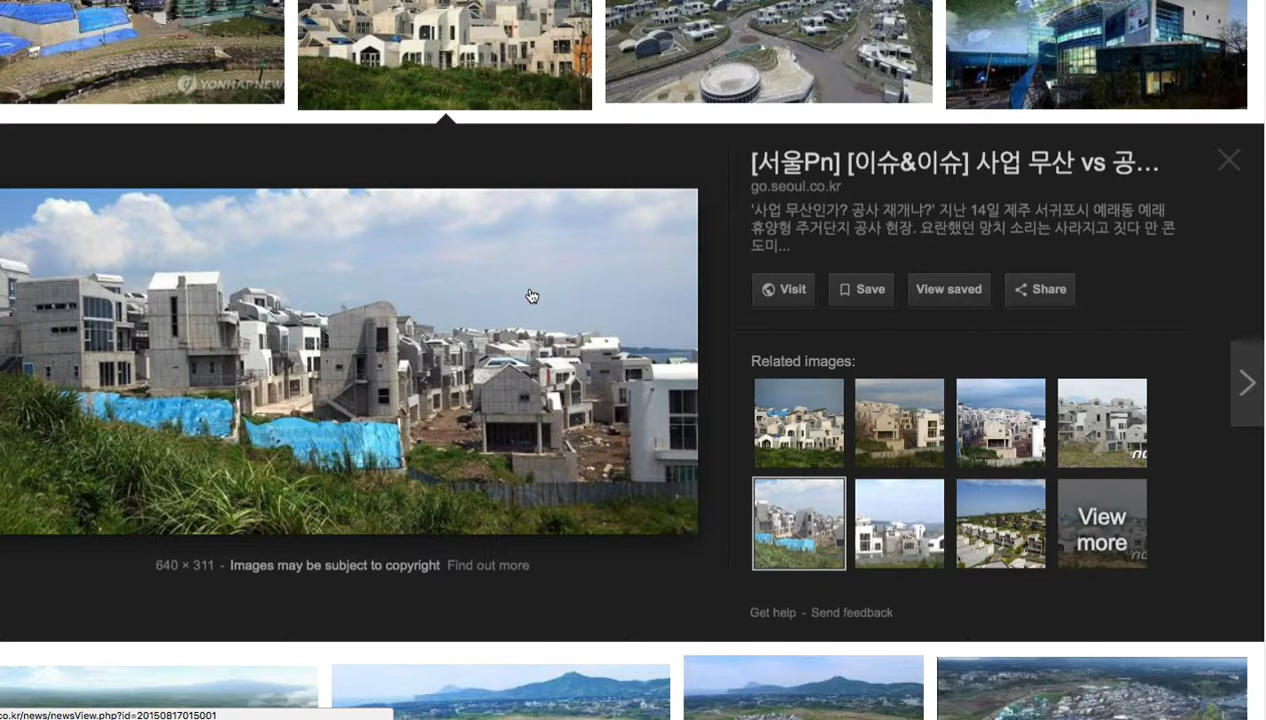 YONHAPNEW
[서울Pn] [이슈&이슈] 사업 무산 vs 공...
go.seoul.co.kr
'사업 무산인가? 공사 재개냐?' 지난 14일 제주 서귀포시 예래동 예래
휴양형 주거단지 공사 현장. 요란했던 망치 소리는 사라지고 짓다 만 콘
도미...
Visit
Save
View saved
Share
Related images:
View
more
640 × 311 - Images may be subject to copyright Find out more
Get help - Send feedback
co.kr/news/newsView.php?id=20150817015001